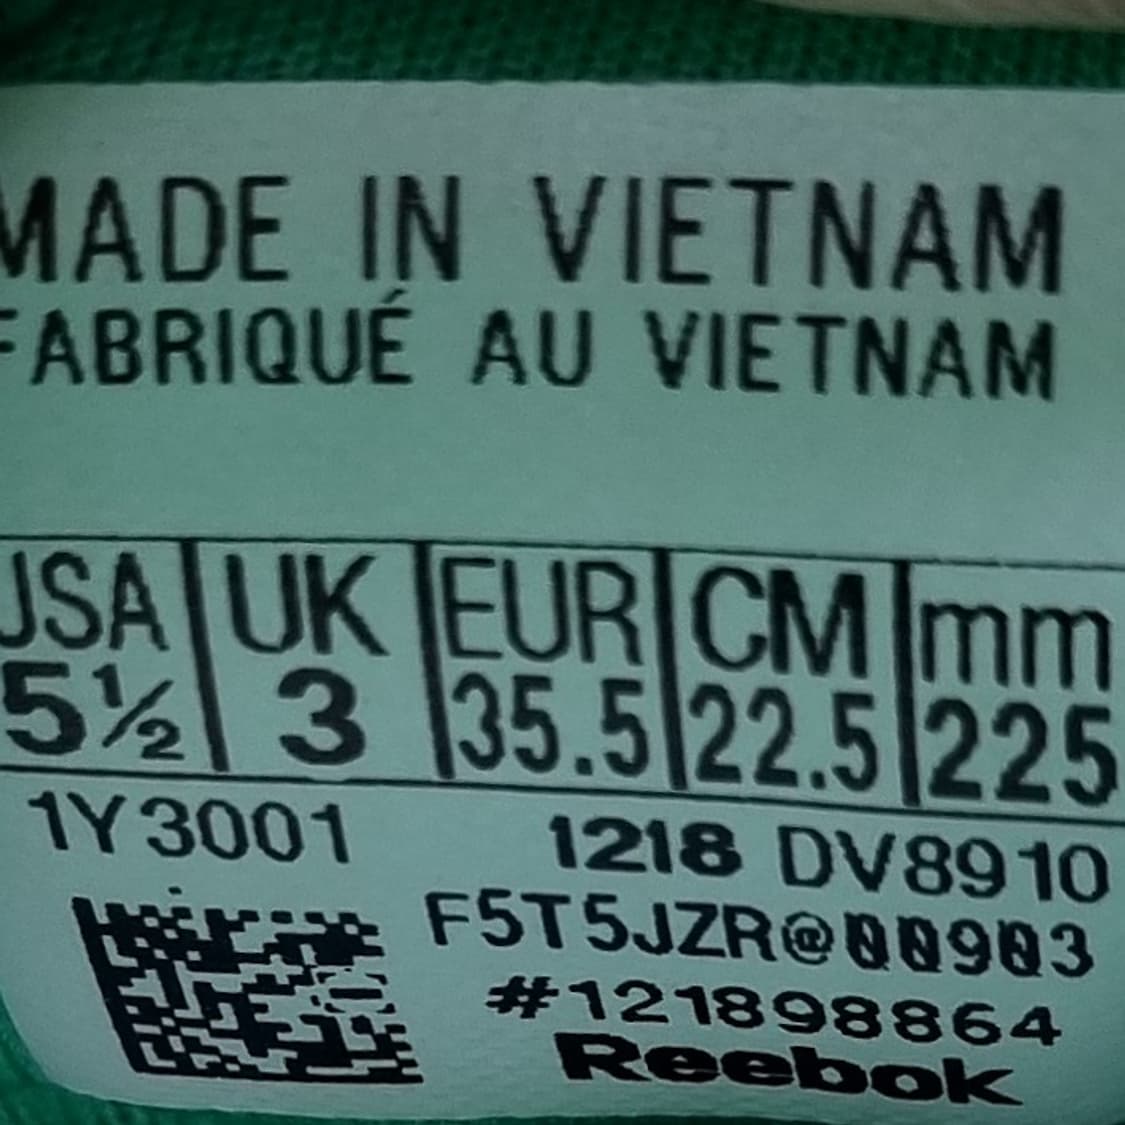 MADE IN VIETNAM
FABRIQUÉ AU VIETNAM
USA UK EUR CM mm
5½ 3 35.5 22.5 225
1Y3001 1218 DV8910
F5T5JZR@00903
#121898864
Reebok